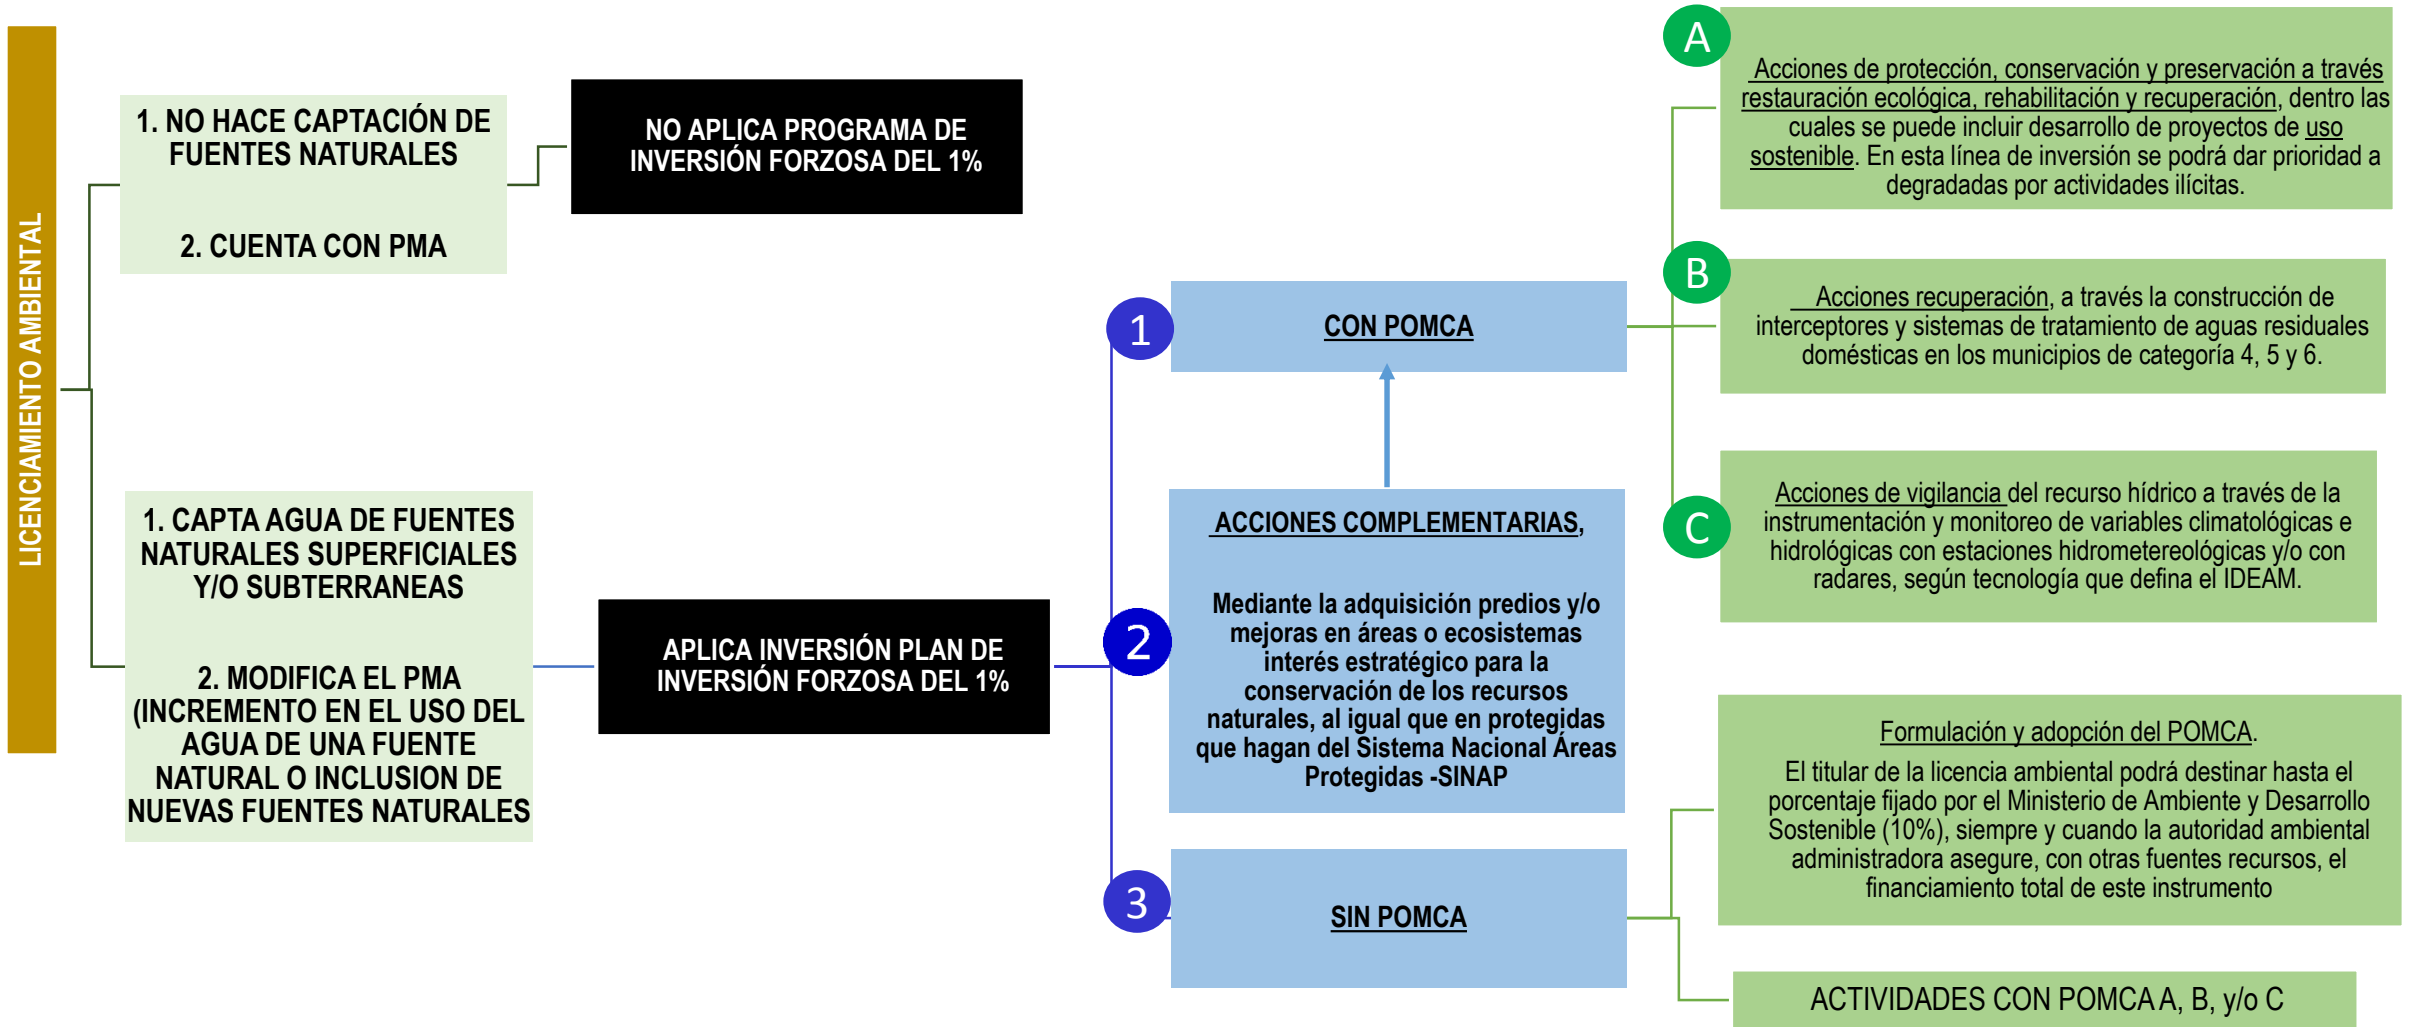 LICENCIAMIENTO AMBIENTAL
1. NO HACE CAPTACIÓN DE
FUENTES NATURALES
2. CUENTA CON PMA
NO APLICA PROGRAMA DE
INVERSIÓN FORZOSA DEL 1%
1. CAPTA AGUA DE FUENTES
NATURALES SUPERFICIALES
Y/O SUBTERRANEAS
2. MODIFICA EL PMA
(INCREMENTO EN EL USO DEL
AGUA DE UNA FUENTE
NATURAL O INCLUSION DE
NUEVAS FUENTES NATURALES
APLICA INVERSIÓN PLAN DE
INVERSIÓN FORZOSA DEL 1%
1
CON POMCA
2
ACCIONES COMPLEMENTARIAS,
Mediante la adquisición predios y/o
mejoras en áreas o ecosistemas
interés estratégico para la
conservación de los recursos
naturales, al igual que en protegidas
que hagan del Sistema Nacional Áreas
Protegidas -SINAP
3
SIN POMCA
A
Acciones de protección, conservación y preservación a través
restauración ecológica, rehabilitación y recuperación, dentro las
cuales se puede incluir desarrollo de proyectos de uso
sostenible. En esta línea de inversión se podrá dar prioridad a
degradadas por actividades ilícitas.
B
Acciones recuperación, a través la construcción de
interceptores y sistemas de tratamiento de aguas residuales
domésticas en los municipios de categoría 4, 5 y 6.
C
Acciones de vigilancia del recurso hídrico a través de la
instrumentación y monitoreo de variables climatológicas e
hidrológicas con estaciones hidrometereológicas y/o con
radares, según tecnología que defina el IDEAM.
Formulación y adopción del POMCA.
El titular de la licencia ambiental podrá destinar hasta el
porcentaje fijado por el Ministerio de Ambiente y Desarrollo
Sostenible (10%), siempre y cuando la autoridad ambiental
administradora asegure, con otras fuentes recursos, el
financiamiento total de este instrumento
ACTIVIDADES CON POMCA A, B, y/o C